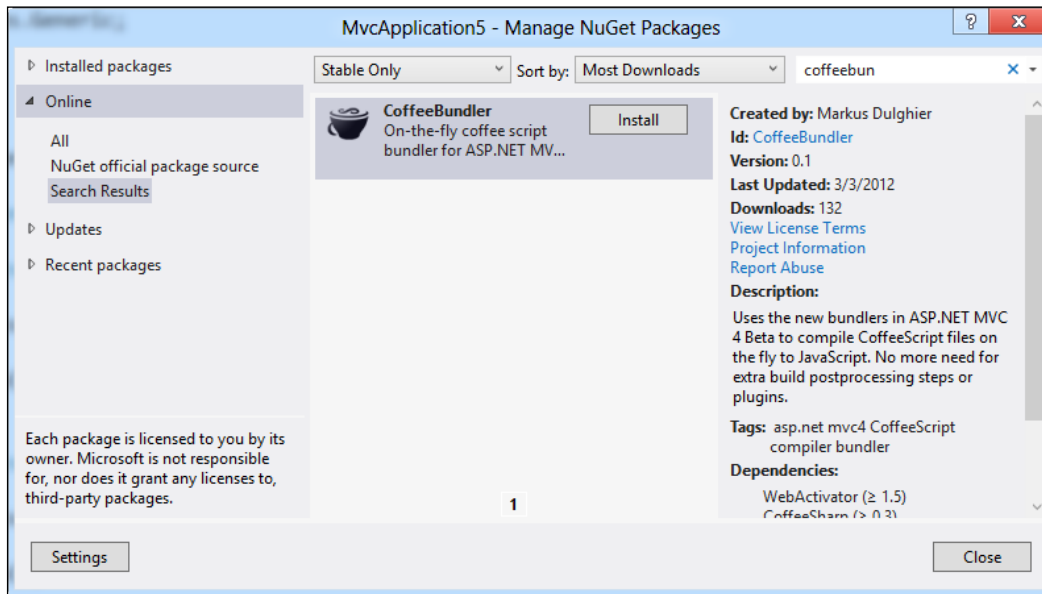 MvcApplication5 - Manage NuGet Packages
Installed packages
Online
All
NuGet official package source
Search Results
Updates
Recent packages
Each package is licensed to you by its
owner. Microsoft is not responsible
for, nor does it grant any licenses to,
third-party packages.
Stable Only
Sort by: Most Downloads
coffeebun
CoffeeBundler
On-the-fly coffee script
bundler for ASP.NET MV...
Install
1
Created by: Markus Dulghier
Id: CoffeeBundler
Version: 0.1
Last Updated: 3/3/2012
Downloads: 132
View License Terms
Project Information
Report Abuse
Description:
Uses the new bundlers in ASP.NET MVC
4 Beta to compile CoffeeScript files on
the fly to JavaScript. No more need for
extra build postprocessing steps or
plugins.
Tags: asp.net mvc4 CoffeeScript
compiler bundler
Dependencies:
WebActivator (≥ 1.5)
CoffeeSharp (≥ 0.3)
Settings
Close